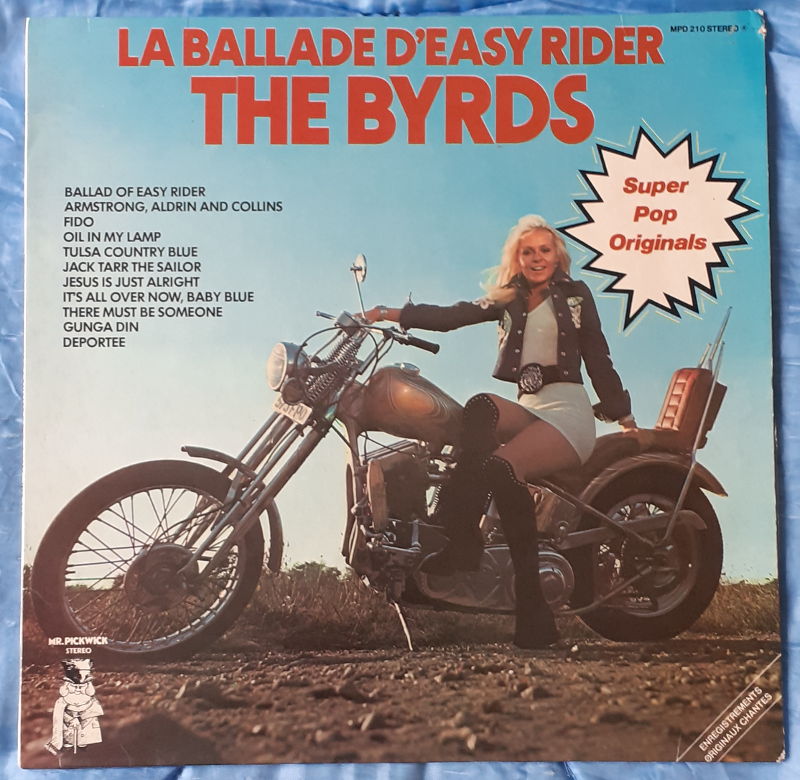 LA BALLADE D'EASY RIDER
MPD 210 STEREO
THE BYRDS
Super
Pop
Originals
BALLAD OF EASY RIDER
ARMSTRONG, ALDRIN AND COLLINS
FIDO
OIL IN MY LAMP
TULSA COUNTRY BLUE
JACK TARR THE SAILOR
JESUS IS JUST ALRIGHT
IT'S ALL OVER NOW, BABY BLUE
THERE MUST BE SOMEONE
GUNGA DIN
DEPORTEE
MR. PICKWICK
STEREO
ENREGISTREMENTS
ORIGINAUX CHANTES